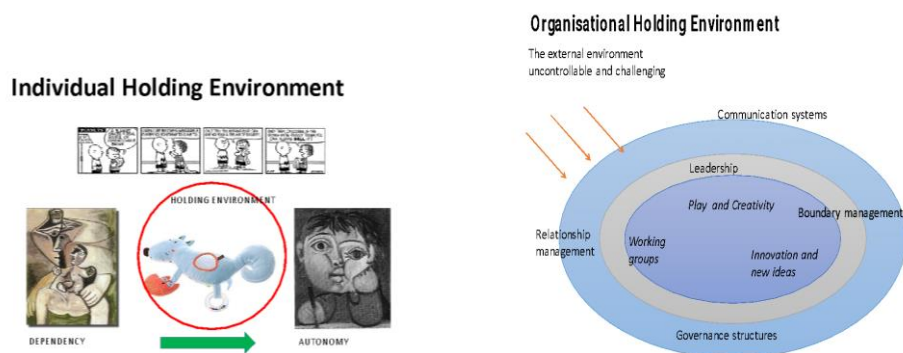 Individual Holding Environment
HOLDING ENVIRONMENT
DEPENDENCY
AUTONOMY
Organisational Holding Environment
The external environment
uncontrollable and challenging
Communication systems
Leadership
Play and Creativity
Boundary management
Relationship
management
Working
groups
Innovation and
new ideas
Governance structures